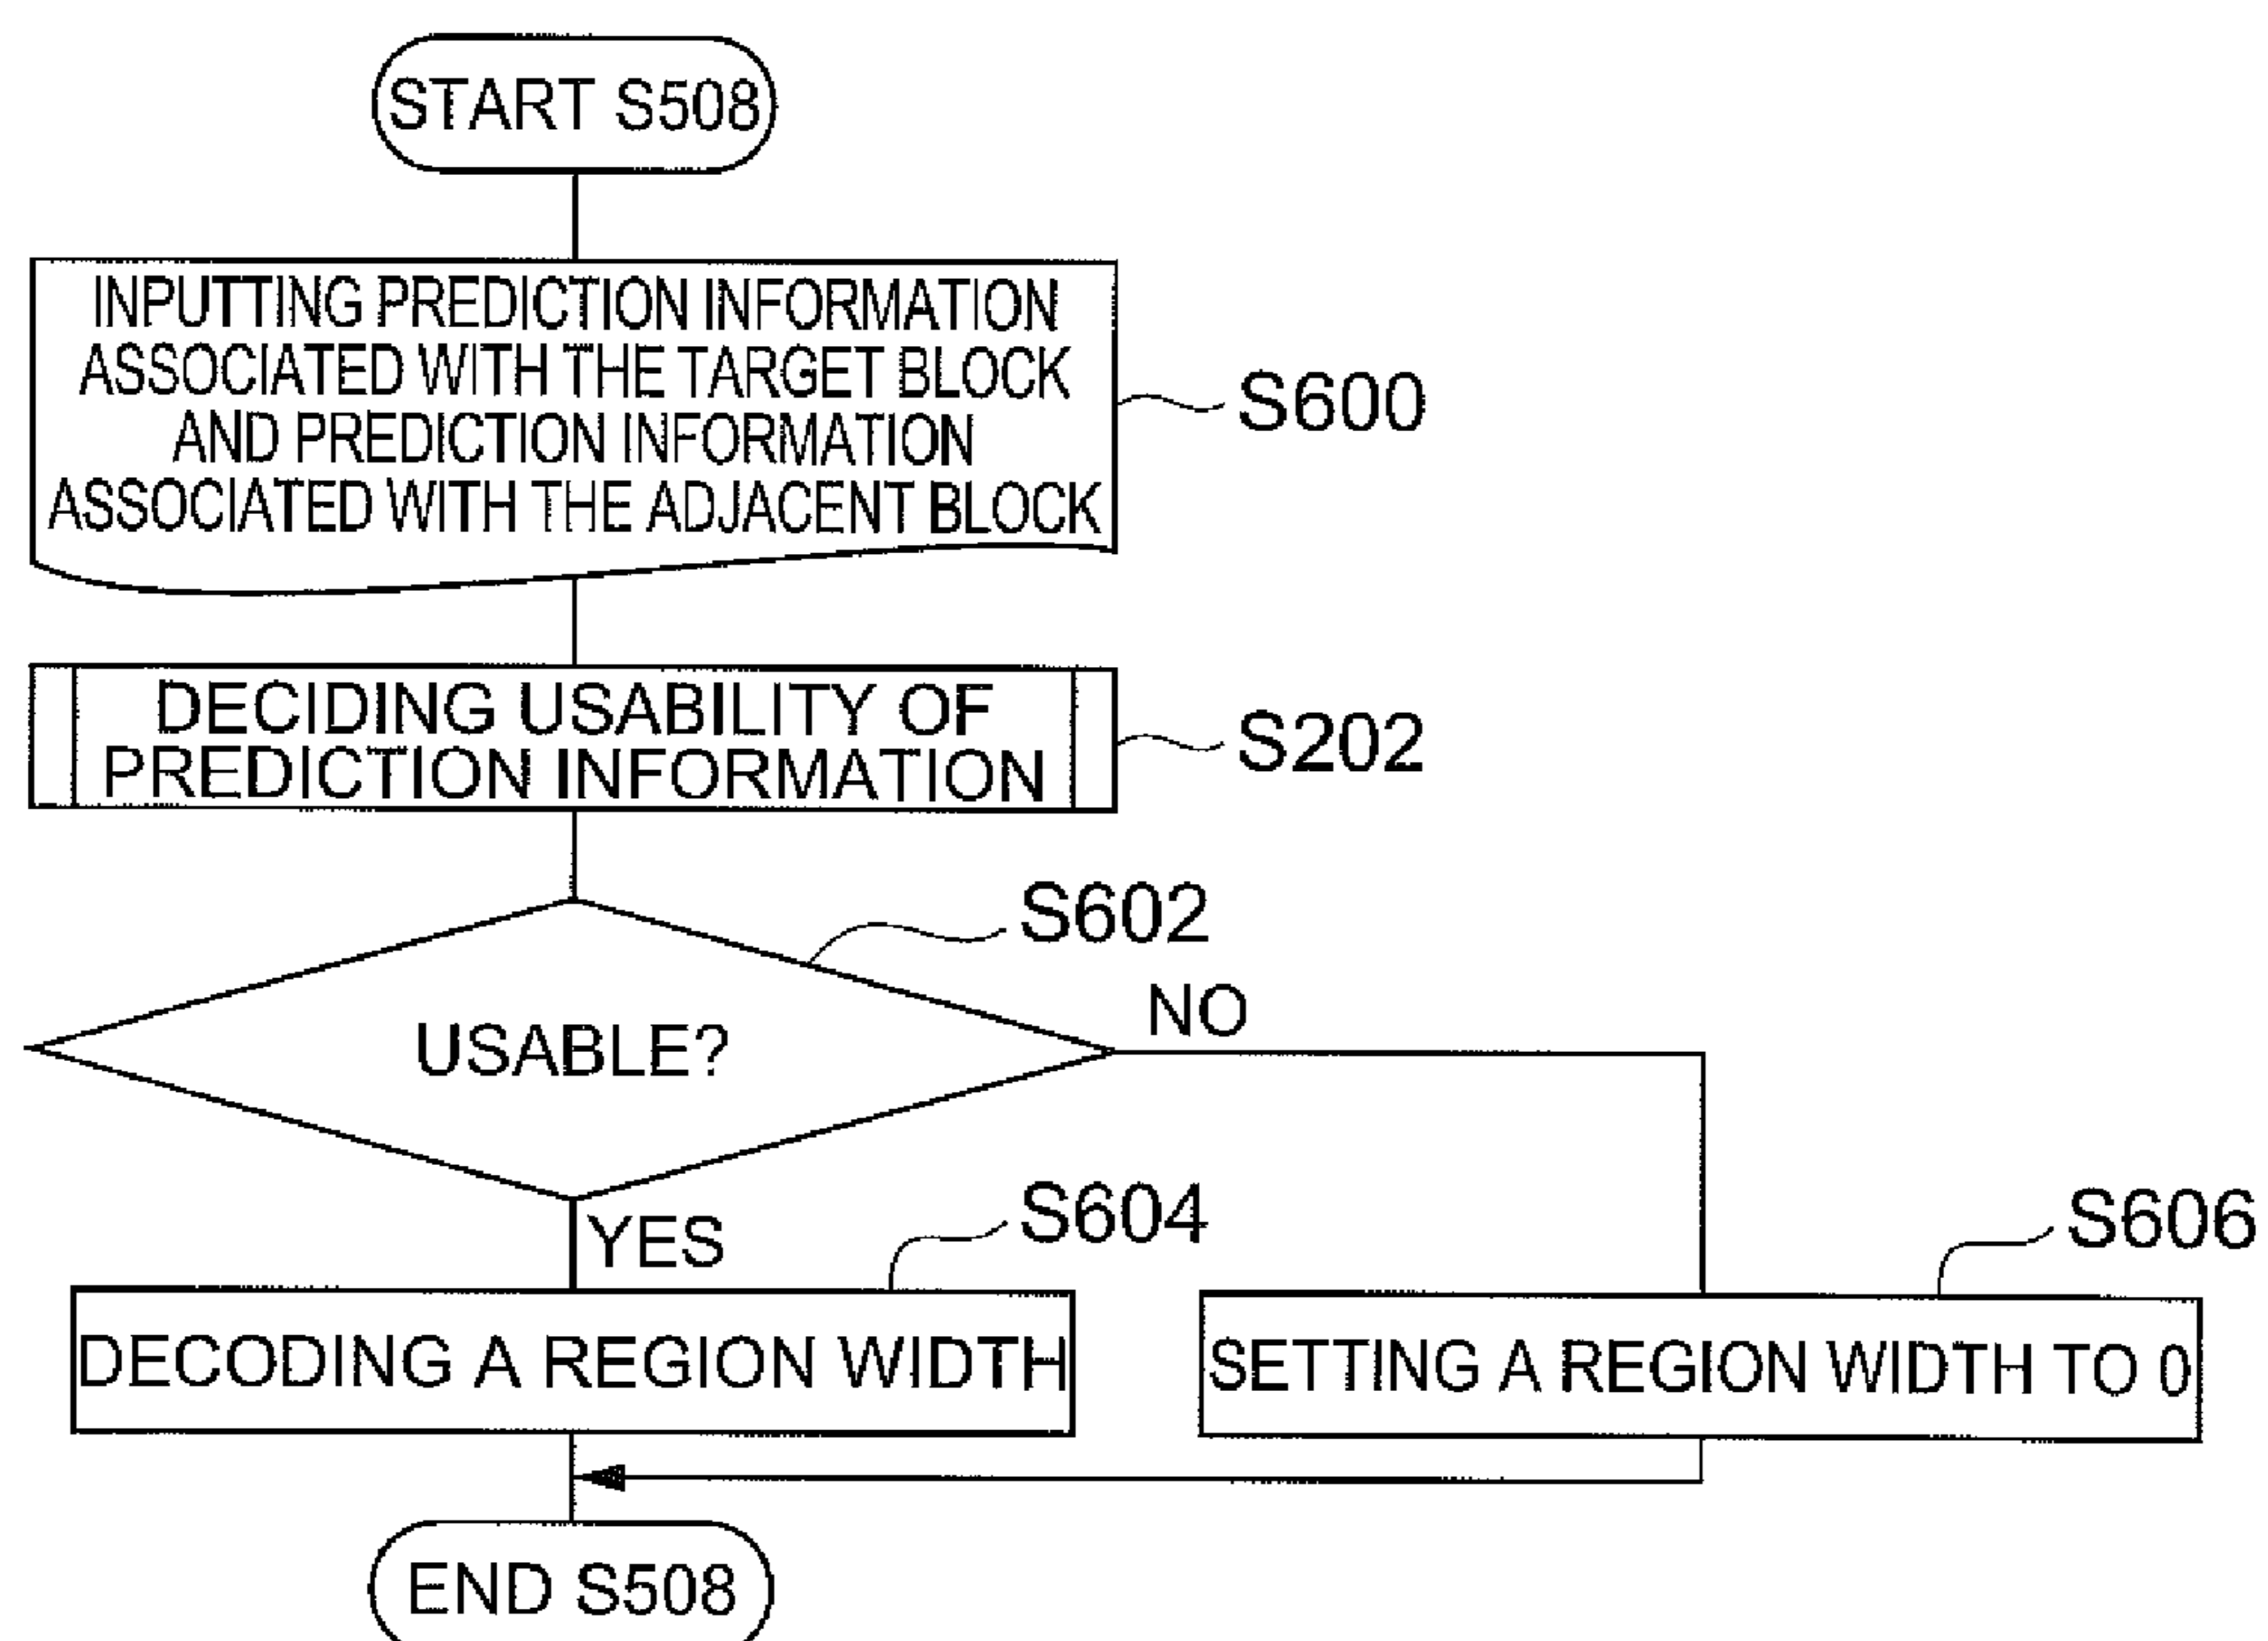 START S508
INPUTTING PREDICTION INFORMATION
ASSOCIATED WITH THE TARGET BLOCK
AND PREDICTION INFORMATION
ASSOCIATED WITH THE ADJACENT BLOCK
S600
DECIDING USABILITY OF
PREDICTION INFORMATION
S202
S602
USABLE?
NO
YES
S604
S606
DECODING A REGION WIDTH
SETTING A REGION WIDTH TO 0
END S508